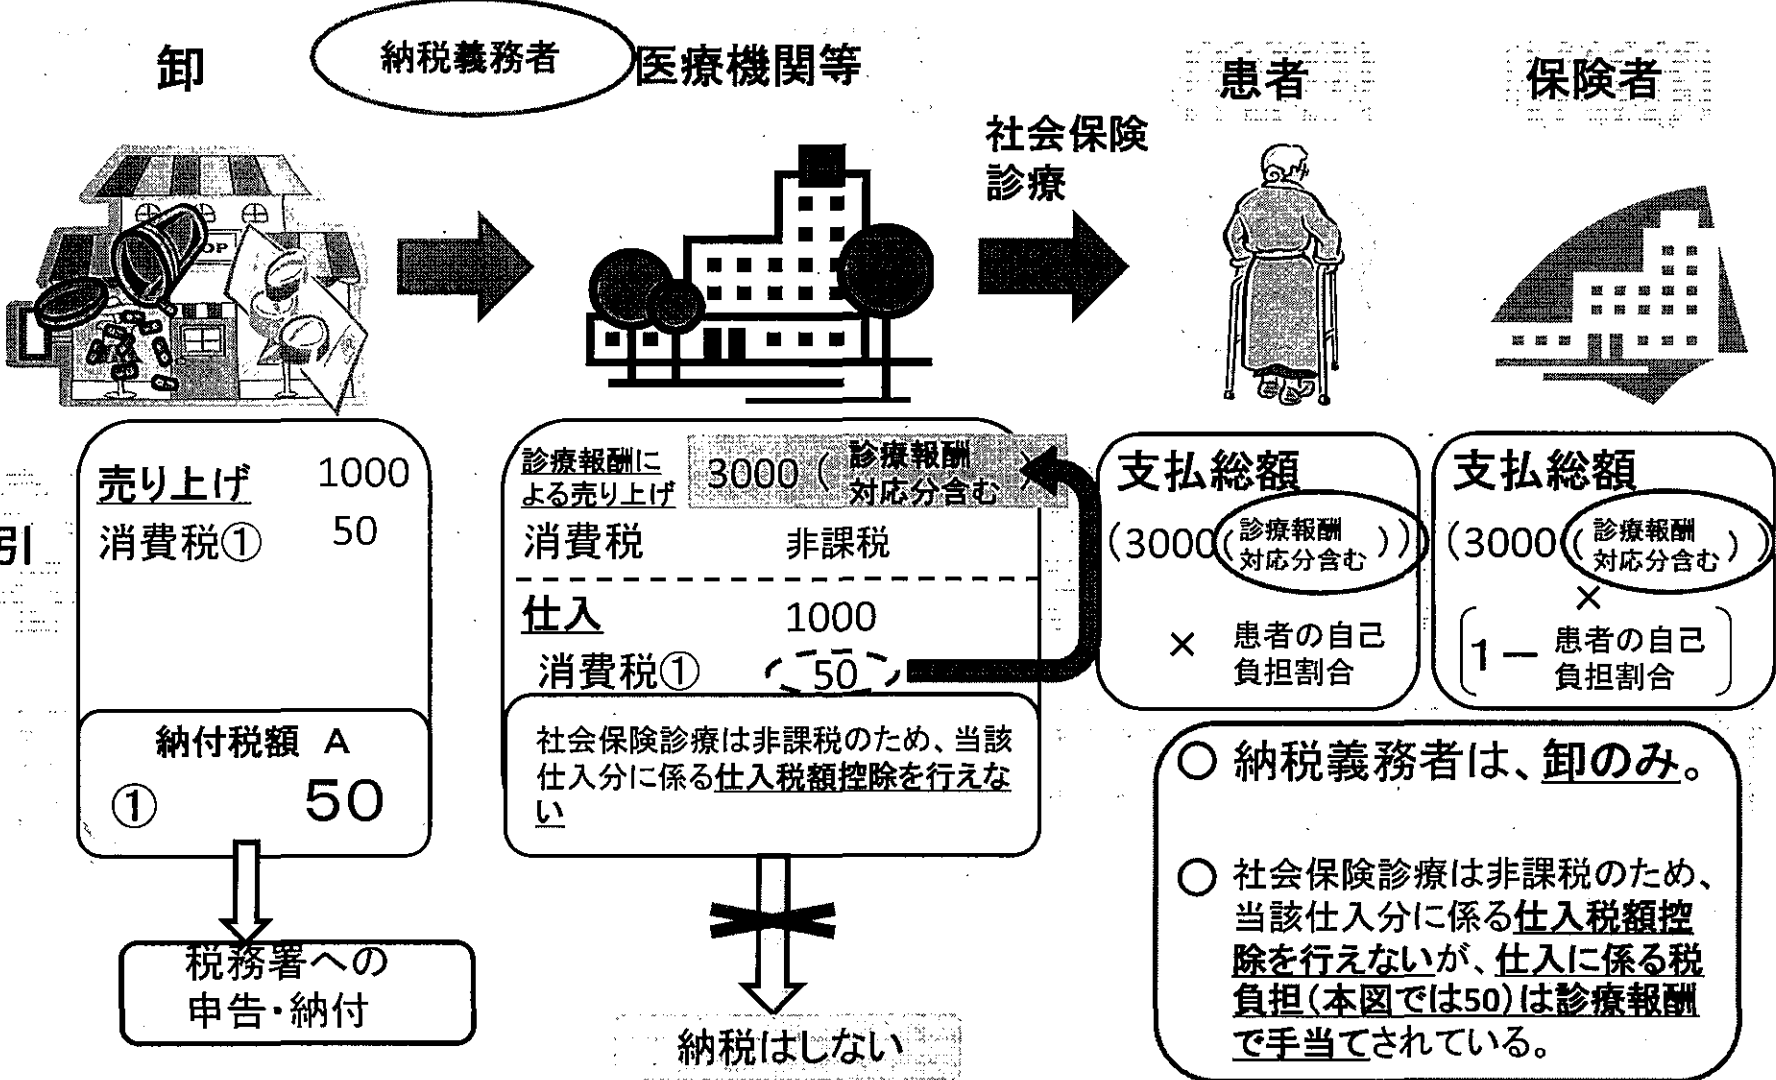 卸
納税義務者
医療機関等
患者
保険者
社会保険
診療
OP
引
売り上げ 1000
消費税① 50
納付税額 A
① 50
税務署への
申告・納付
診療報酬に
よる売り上げ
3000(診療報酬
対応分含む)
消費税 非課税
仕入 1000
消費税① 50
社会保険診療は非課税のため、当該
仕入分に係る仕入税額控除を行えな
い
納税はしない
支払総額
(3000(診療報酬
対応分含む))
× 患者の自己
負担割合
支払総額
(3000(診療報酬
対応分含む))
×
[1- 患者の自己
負担割合]
○ 納税義務者は、卸のみ。
○ 社会保険診療は非課税のため、
当該仕入分に係る仕入税額控
除を行えないが、仕入に係る税
負担(本図では50)は診療報酬
で手当てされている。